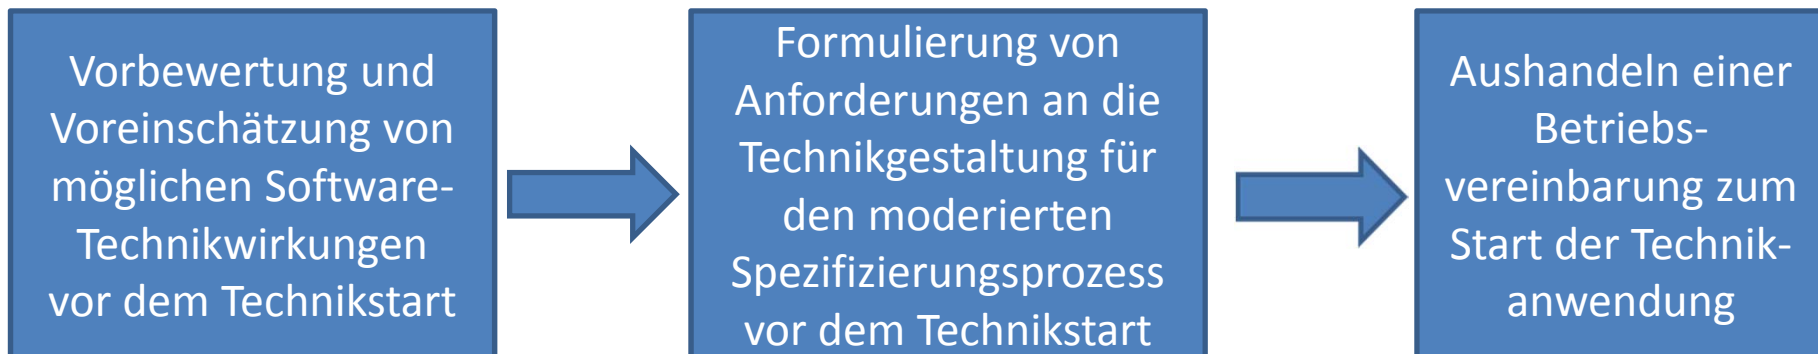 Vorbewertung und
Voreinschätzung von
möglichen Software-
Technikwirkungen
vor dem Technikstart
Formulierung von
Anforderungen an die
Technikgestaltung für
den moderierten
Spezifizierungsprozess
vor dem Technikstart
Aushandeln einer
Betriebs-
vereinbarung zum
Start der Technik-
anwendung